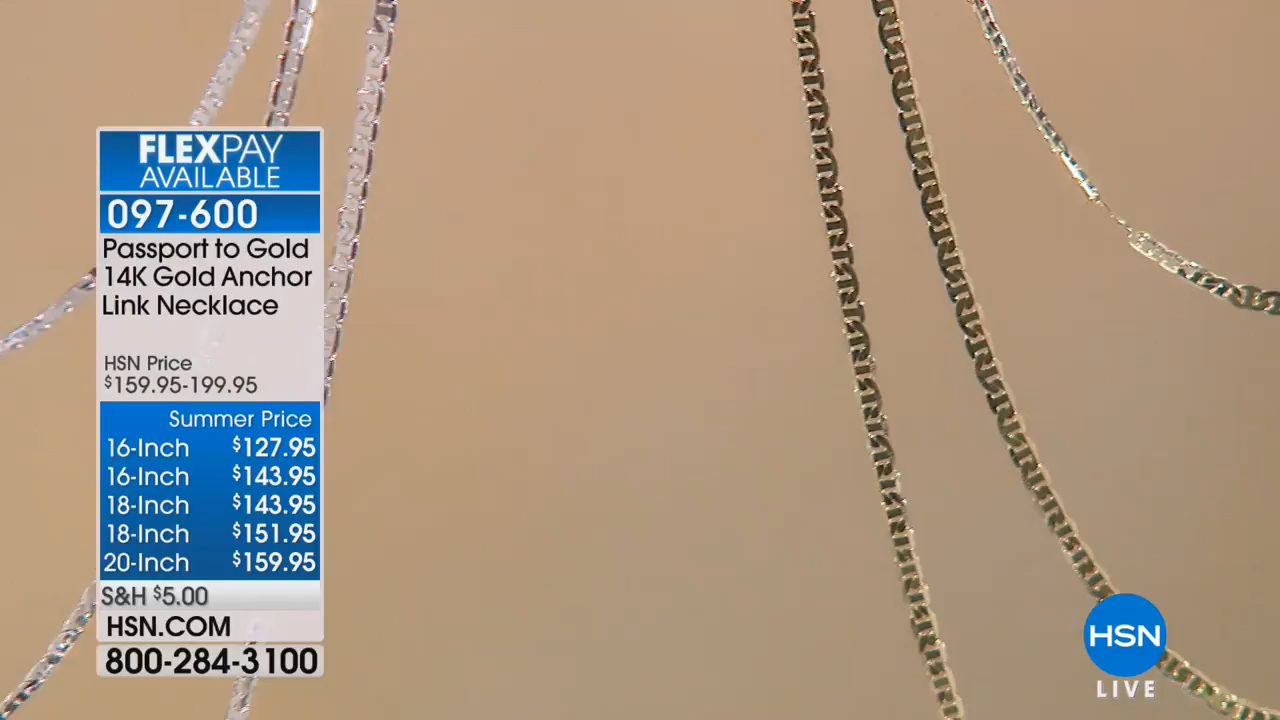 FLEXPAY
AVAILABLE
097-600
Passport to Gold
14K Gold Anchor
Link Necklace
HSN Price
$159.95-199.95
Summer Price
16-Inch $127.95
16-Inch $143.95
18-Inch $143.95
18-Inch $151.95
20-Inch $159.95
S&H $5.00
HSN.COM
800-284-3100
HSN
LIVE